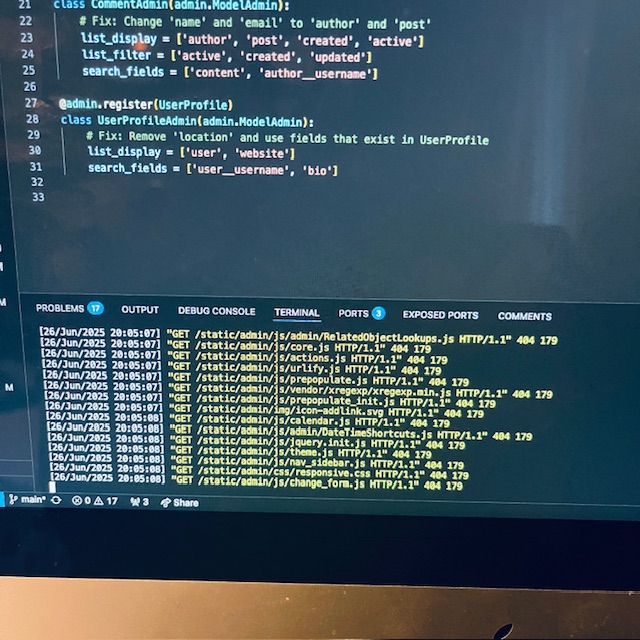 21 class CommentAdmin(admin.ModelAdmin):
22 # Fix: Change 'name' and 'email' to 'author' and 'post'
23 list_display = ['author', 'post', 'created', 'active']
24 list_filter = ['active', 'created', 'updated']
25 search_fields = ['content', 'author__username']
26
27 @admin.register(UserProfile)
28 class UserProfileAdmin(admin.ModelAdmin):
29 # Fix: Remove 'location' and use fields that exist in UserProfile
30 list_display = ['user', 'website']
31 search_fields = ['user__username', 'bio']
32
33
PROBLEMS 17 OUTPUT DEBUG CONSOLE TERMINAL PORTS 3 EXPOSED PORTS COMMENTS
[26/Jun/2025 20:05:07] "GET /static/admin/js/admin/RelatedObjectLookups.js HTTP/1.1" 404 179
[26/Jun/2025 20:05:07] "GET /static/admin/js/core.js HTTP/1.1" 404 179
[26/Jun/2025 20:05:07] "GET /static/admin/js/actions.js HTTP/1.1" 404 179
[26/Jun/2025 20:05:07] "GET /static/admin/js/urlify.js HTTP/1.1" 404 179
[26/Jun/2025 20:05:07] "GET /static/admin/js/prepopulate.js HTTP/1.1" 404 179
[26/Jun/2025 20:05:07] "GET /static/admin/js/vendor/xregexp/xregexp.min.js HTTP/1.1" 404 179
[26/Jun/2025 20:05:07] "GET /static/admin/js/prepopulate_init.js HTTP/1.1" 404 179
[26/Jun/2025 20:05:07] "GET /static/admin/img/icon-addlink.svg HTTP/1.1" 404 179
[26/Jun/2025 20:05:08] "GET /static/admin/js/calendar.js HTTP/1.1" 404 179
[26/Jun/2025 20:05:08] "GET /static/admin/js/admin/DateTimeShortcuts.js HTTP/1.1" 404 179
[26/Jun/2025 20:05:08] "GET /static/admin/js/jquery.init.js HTTP/1.1" 404 179
[26/Jun/2025 20:05:08] "GET /static/admin/js/theme.js HTTP/1.1" 404 179
[26/Jun/2025 20:05:08] "GET /static/admin/js/nav_sidebar.js HTTP/1.1" 404 179
[26/Jun/2025 20:05:08] "GET /static/admin/css/responsive.css HTTP/1.1" 404 179
[26/Jun/2025 20:05:08] "GET /static/admin/js/change_form.js HTTP/1.1" 404 179
M
M
M
main* 0 17 3 Share